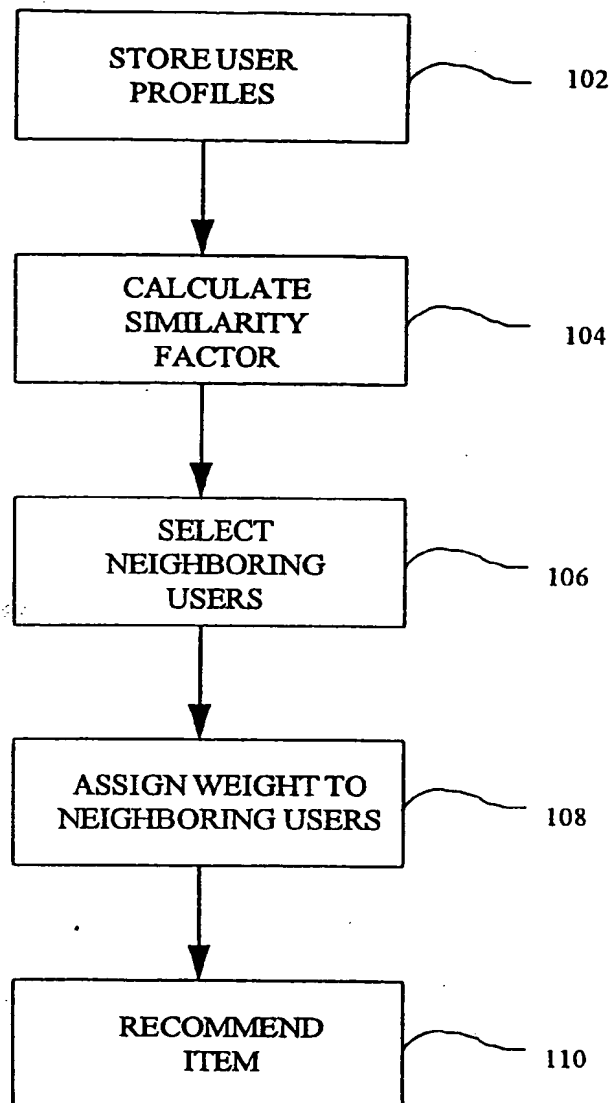 STORE USER
PROFILES
102
CALCULATE
SIMILARITY
FACTOR
104
SELECT
NEIGHBORING
USERS
106
ASSIGN WEIGHT TO
NEIGHBORING USERS
108
RECOMMEND
ITEM
110